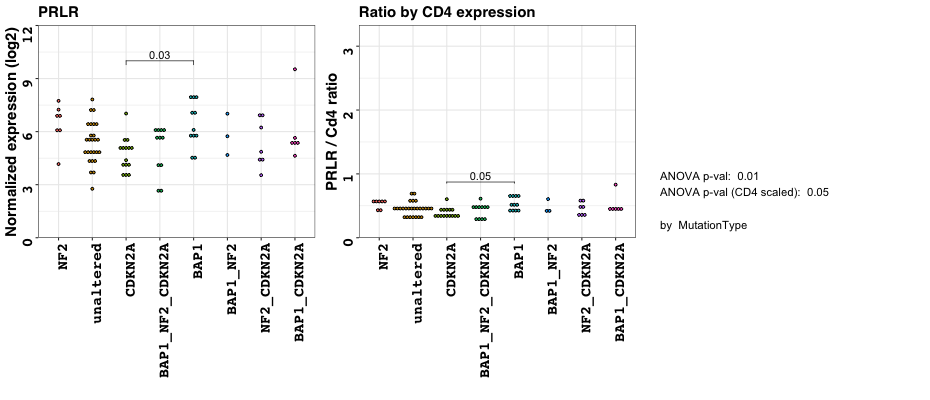 PRLR
Normalized expression (log2)
12
9
6
3
0
0.03
NF2
unaltered
CDKN2A
BAP1_NF2_CDKN2A
BAP1
BAP1_NF2
NF2_CDKN2A
BAP1_CDKN2A
Ratio by CD4 expression
PRLR / Cd4 ratio
3
2
1
0
0.05
NF2
unaltered
CDKN2A
BAP1_NF2_CDKN2A
BAP1
BAP1_NF2
NF2_CDKN2A
BAP1_CDKN2A
ANOVA p-val: 0.01
ANOVA p-val (CD4 scaled): 0.05
by MutationType